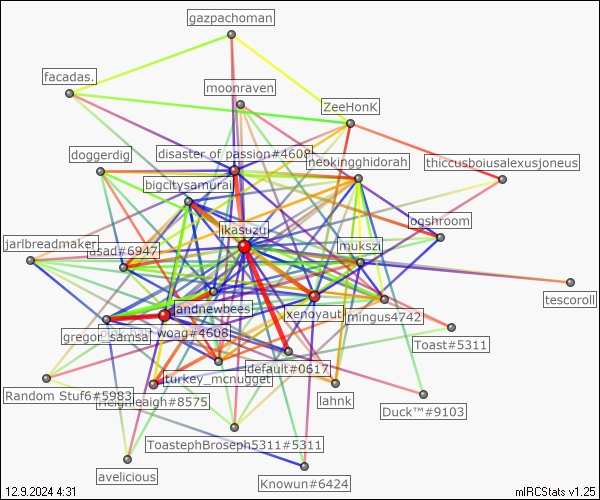 gazpachoman
facadas.
moonraven
ZeeHonK
doggerdig
disaster of passion#4608
neokingghidorah
thiccusboiusalexusjoneus
bigcitysamurai
ogshroom
ikasuzu
jarlbreadmaker
asad#6947
mukszi
tescoroll
andnewbees
xenoyaut
mingus4742
gregor_samsa
woag#4608
Toast#5311
default#0617
turkey_mcnugget
Random Stuf6#5983
Heighleaigh#8575
lahnk
Duck™#9103
ToastephBroseph5311#5311
avelicious
Knowun#6424
12.9.2024 4:31
mIRCStats v1.25